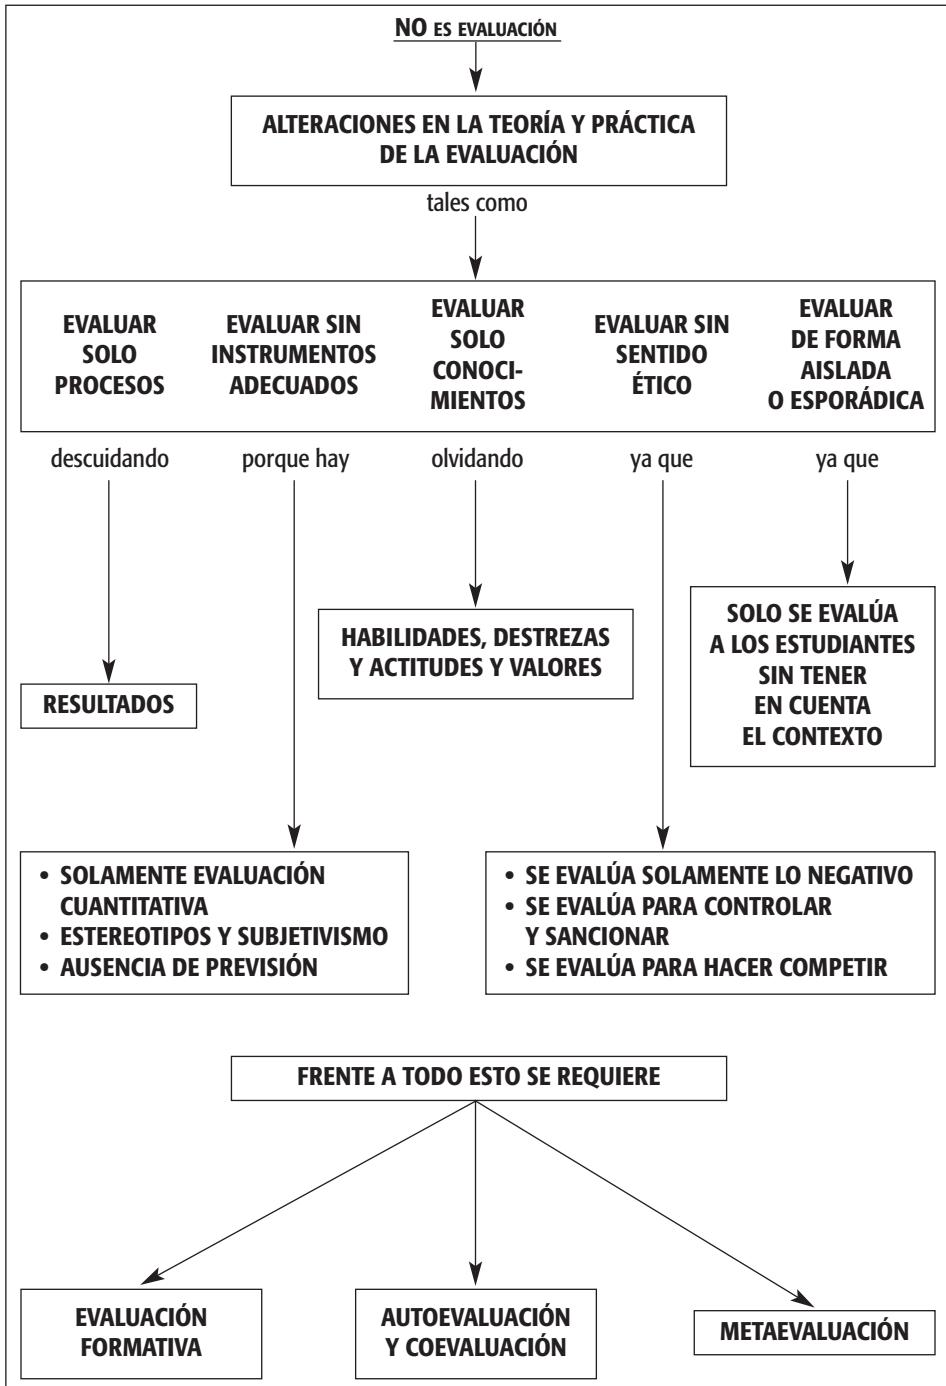 NO ES EVALUACIÓN
ALTERACIONES EN LA TEORÍA Y PRÁCTICA
DE LA EVALUACIÓN
tales como
EVALUAR
SOLO
PROCESOS
EVALUAR SIN
INSTRUMENTOS
ADECUADOS
EVALUAR
SOLO
CONOCI-
MIENTOS
EVALUAR SIN
SENTIDO
ÉTICO
EVALUAR
DE FORMA
AISLADA
O ESPORÁDICA
descuidando
porque hay
olvidando
ya que
ya que
RESULTADOS
HABILIDADES, DESTREZAS
Y ACTITUDES Y VALORES
SOLO SE EVALÚA
A LOS ESTUDIANTES
SIN TENER
EN CUENTA
EL CONTEXTO
• SOLAMENTE EVALUACIÓN
CUANTITATIVA
• ESTEREOTIPOS Y SUBJETIVISMO
• AUSENCIA DE PREVISIÓN
• SE EVALÚA SOLAMENTE LO NEGATIVO
• SE EVALÚA PARA CONTROLAR
Y SANCIONAR
• SE EVALÚA PARA HACER COMPETIR
FRENTE A TODO ESTO SE REQUIERE
EVALUACIÓN
FORMATIVA
AUTOEVALUACIÓN
Y COEVALUACIÓN
METAEVALUACIÓN